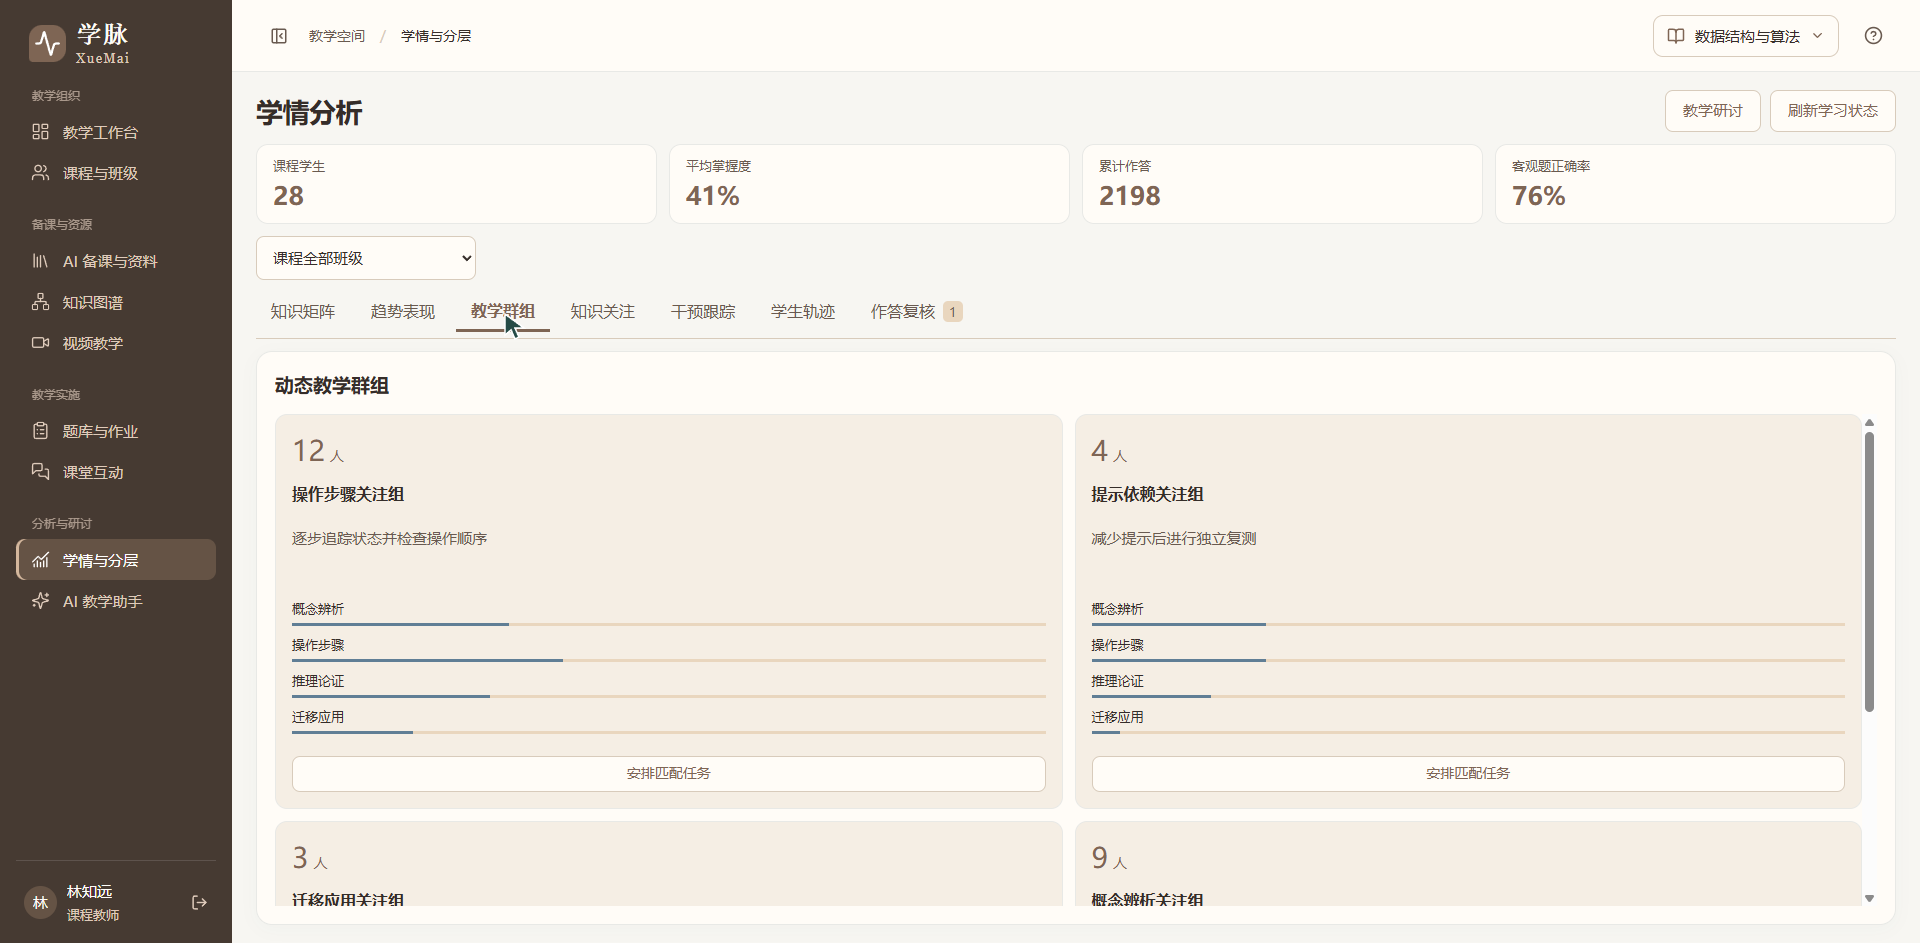 学脉
XueMai
教学组织
教学工作台
课程与班级
备课与资源
AI 备课与资料
知识图谱
视频教学
教学实施
题库与作业
课堂互动
分析与研讨
学情与分层
AI 教学助手
林
林知远
课程教师
教学空间 / 学情与分层
数据结构与算法
学情分析
教学研讨
刷新学习状态
课程学生
28
平均掌握度
41%
累计作答
2198
客观题正确率
76%
课程全部班级
知识矩阵
趋势表现
教学群组
知识关注
干预跟踪
学生轨迹
作答复核 1
动态教学群组
12 人
操作步骤关注组
逐步追踪状态并检查操作顺序
概念辨析
操作步骤
推理论证
迁移应用
安排匹配任务
4 人
提示依赖关注组
减少提示后进行独立复测
概念辨析
操作步骤
推理论证
迁移应用
安排匹配任务
3 人
迁移应用关注组
9 人
概念辨析关注组